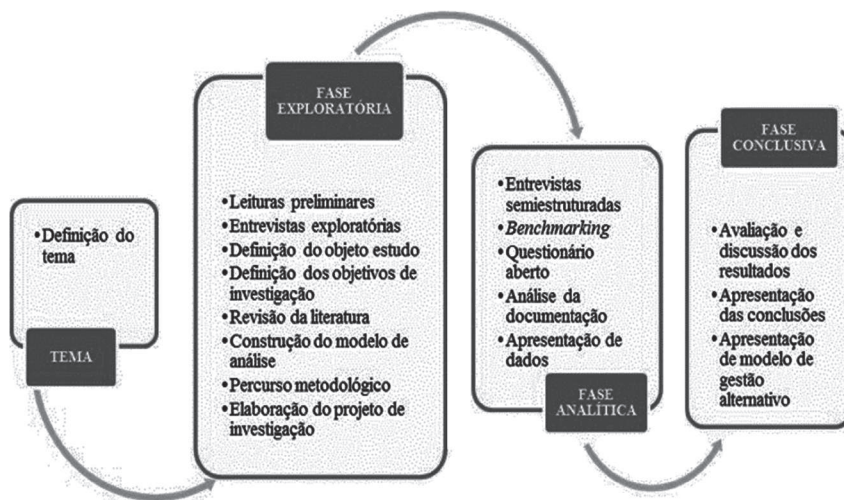 •Definição do
tema
TEMA
FASE
EXPLORATÓRIA
•Leituras preliminares
•Entrevistas exploratórias
•Definição do objeto estudo
•Definição dos objetivos de
investigação
•Revisão da literatura
•Construção do modelo de
análise
•Percurso metodológico
•Elaboração do projeto de
investigação
•Entrevistas
semiestruturadas
•Benchmarking
•Questionário
aberto
•Análise da
documentação
•Apresentação de
dados
FASE
ANALÍTICA
FASE
CONCLUSIVA
•Avaliação e
discussão dos
resultados
•Apresentação
das conclusões
•Apresentação
de modelo de
gestão
alternativo